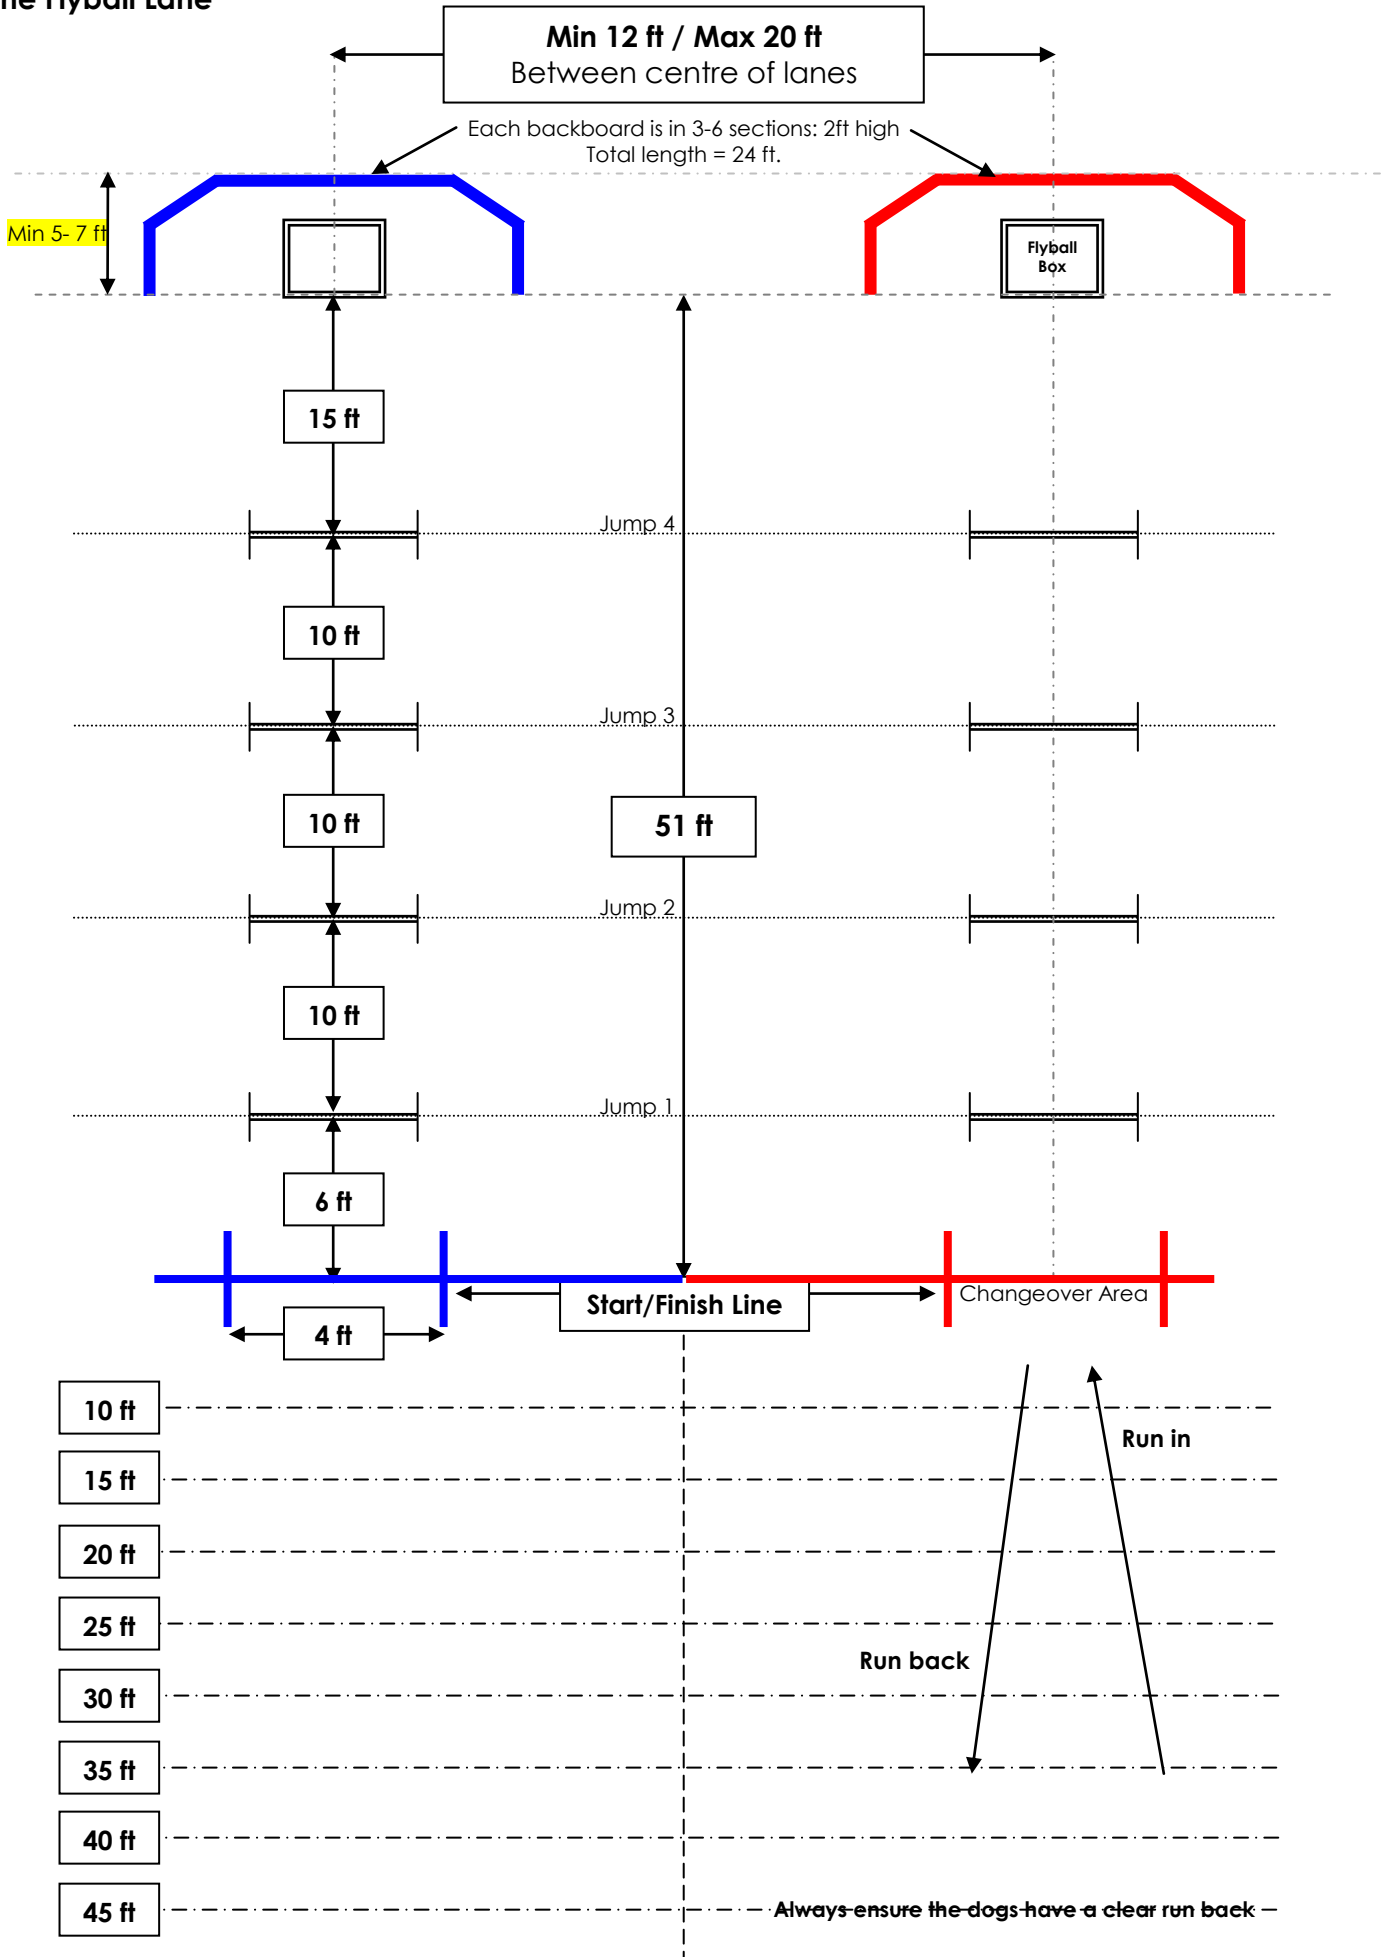 Flyball Lane
Min 12 ft / Max 20 ft
Between centre of lanes
Each backboard is in 3-6 sections: 2ft high
Total length = 24 ft.
Min 5- 7 ft
Flyball
Box
15 ft
Jump 4
10 ft
Jump 3
10 ft
51 ft
Jump 2
10 ft
Jump 1
6 ft
Start/Finish Line
Changeover Area
4 ft
10 ft
Run in
15 ft
20 ft
25 ft
Run back
30 ft
35 ft
40 ft
45 ft
Always ensure the dogs have a clear run back